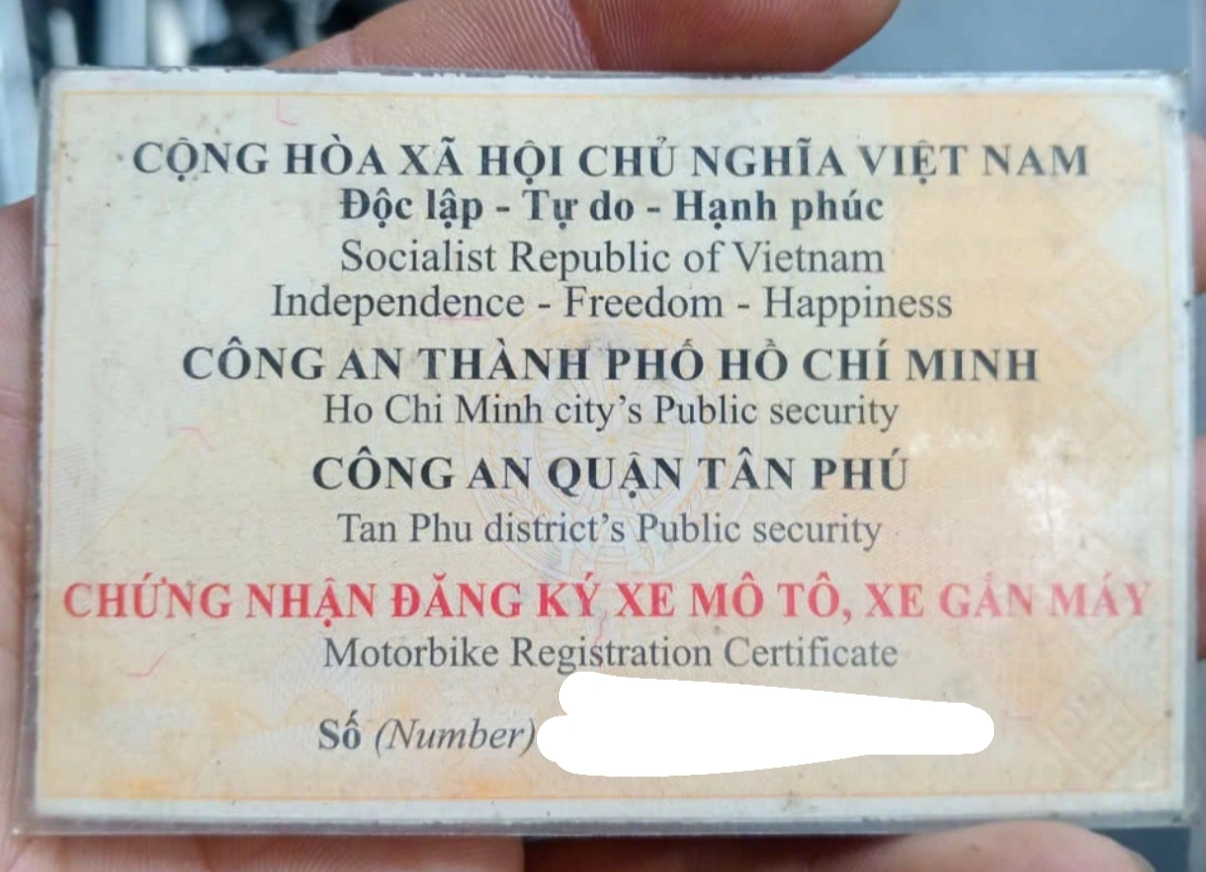 CỘNG HÒA XÃ HỘI CHỦ NGHĨA VIỆT NAM
Độc lập - Tự do - Hạnh phúc
Socialist Republic of Vietnam
Independence - Freedom - Happiness
CÔNG AN THÀNH PHỐ HỒ CHÍ MINH
Ho Chi Minh city's Public security
CÔNG AN QUẬN TÂN PHÚ
Tan Phu district's Public security
CHỨNG NHẬN ĐĂNG KÝ XE MÔ TÔ, XE GẮN MÁY
Motorbike Registration Certificate
Số (Number)